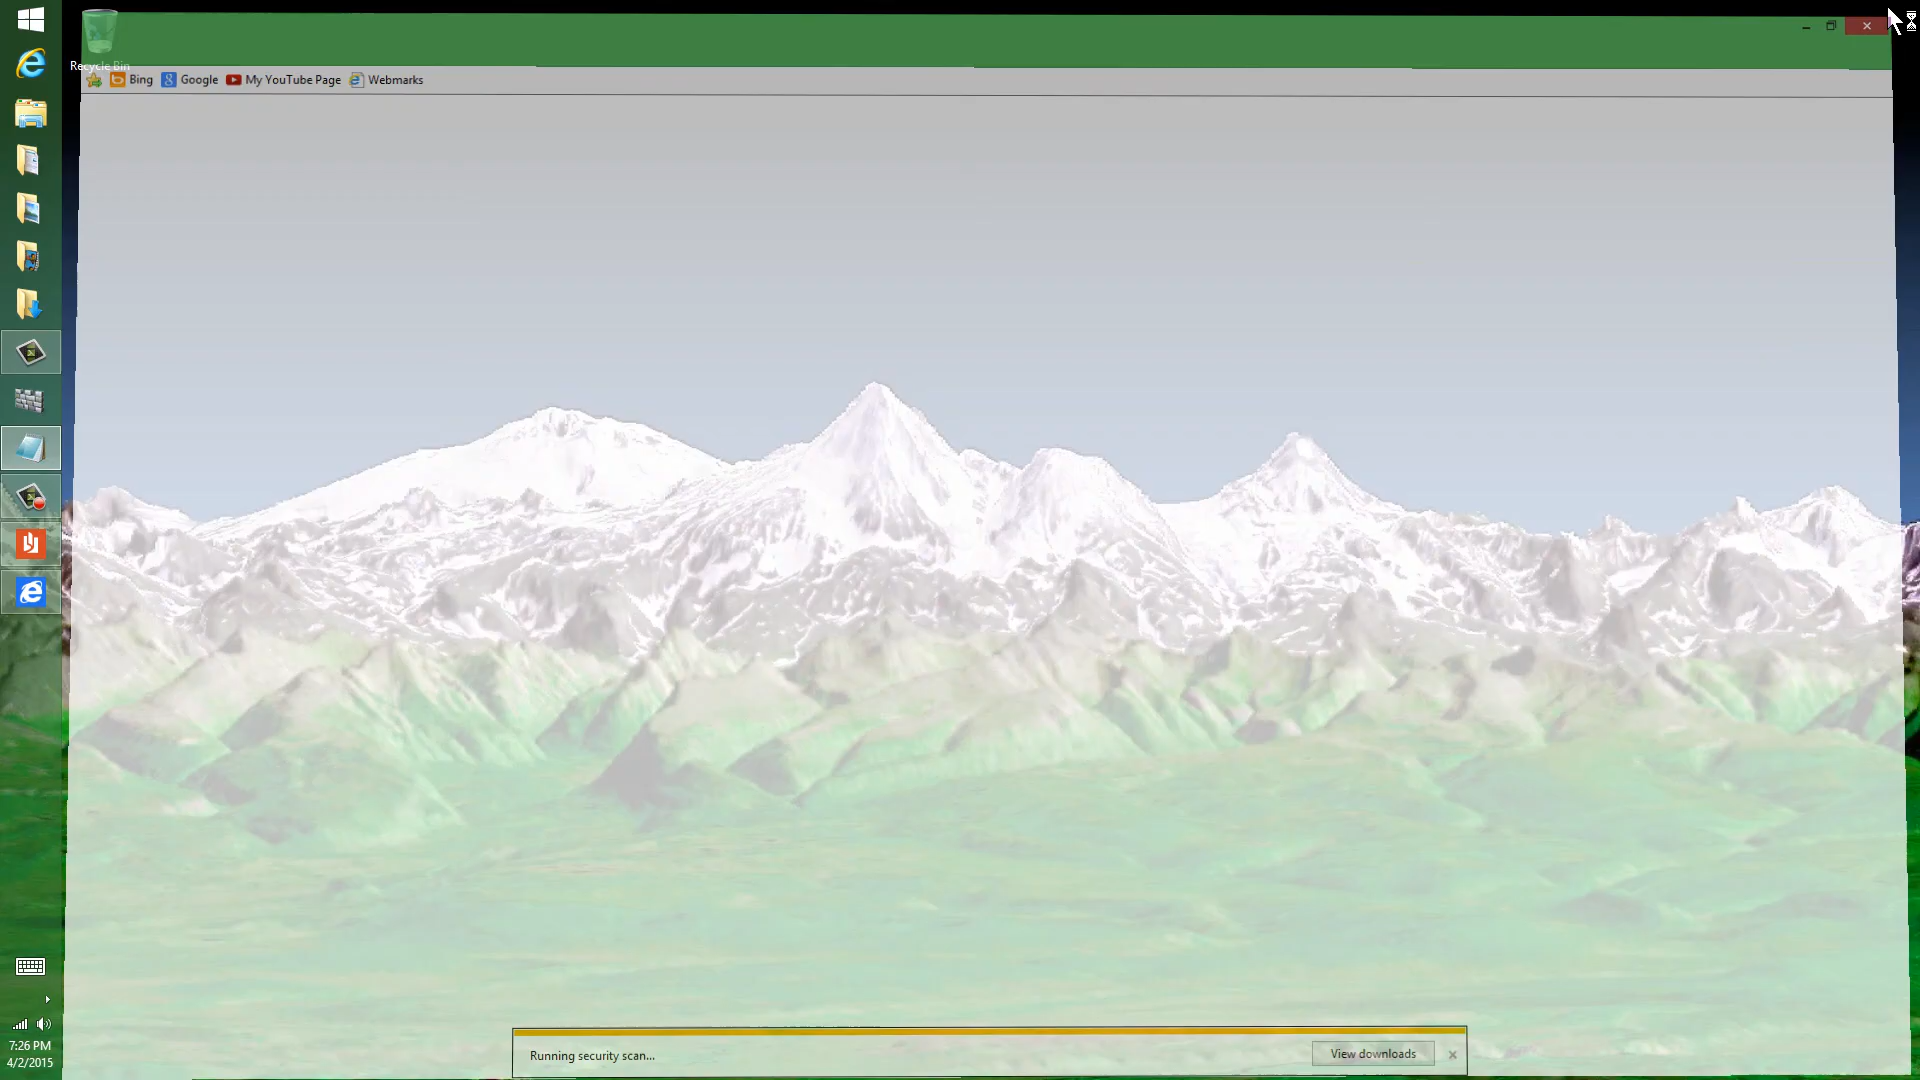 Recycle Bin
Bing Google My YouTube Page Webmarks
Running security scan... View downloads
7:26 PM
4/2/2015